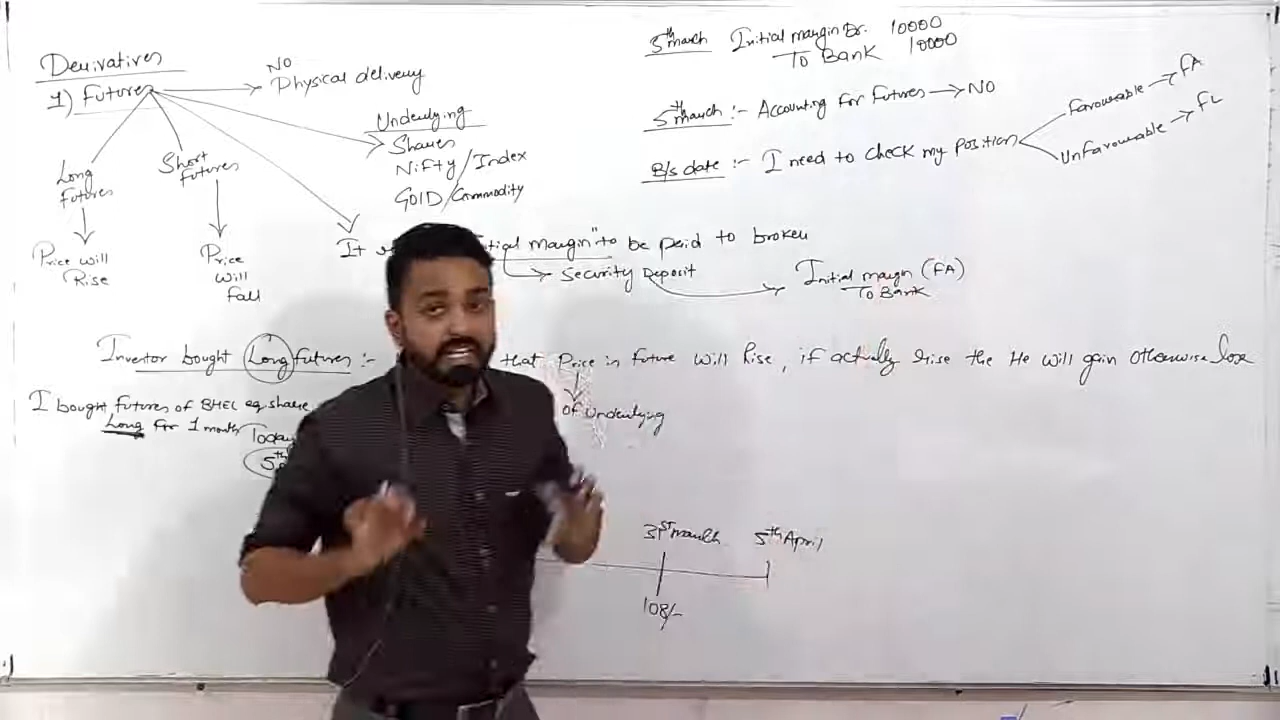 Derivatives
1) Futures
NO
Physical delivery
Underlying
Shares
Nifty / Index
GOLD / Commodity
Long
Futures
Short
futures
Price will
Rise
Price
Will
Fall
It
margin" to be paid to broker
Security Deposit
Initial margin (FA)
To Bank
5th march Initial margin Dr. 10000
To Bank 10000
5th march :- Accounting for Futures → NO
B/s date :- I need to check my position
Favourable → FA
Unfavourable → FL
Investor bought Long futures :- that Price in future will Rise, if actually rise the He will gain otherwise lose
of underlying
I bought futures of BHEL eq. share
Long for 1 month Today
5th
31st march
5th April
108/-